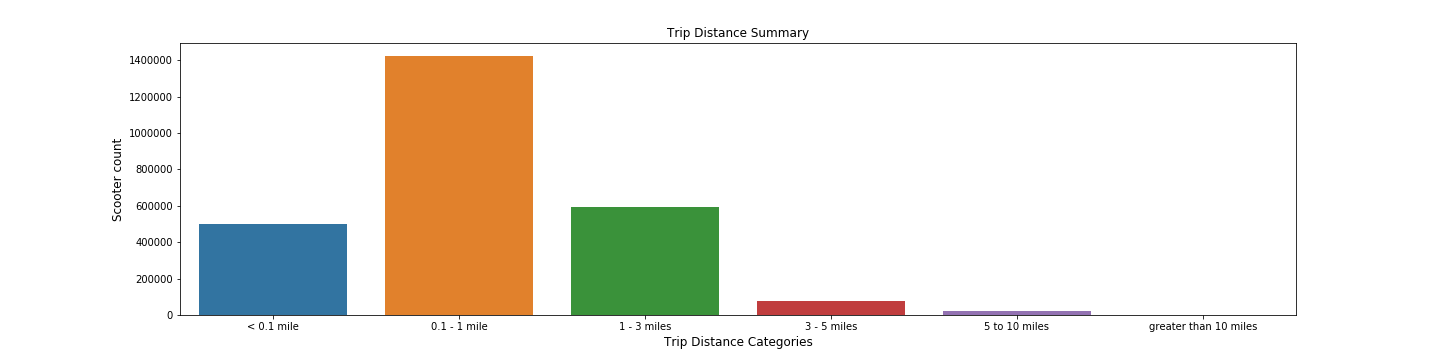 Trip Distance Summary
Scooter count
1400000
1200000
1000000
800000
600000
400000
200000
0
< 0.1 mile
0.1 - 1 mile
1 - 3 miles
3 - 5 miles
5 to 10 miles
greater than 10 miles
Trip Distance Categories